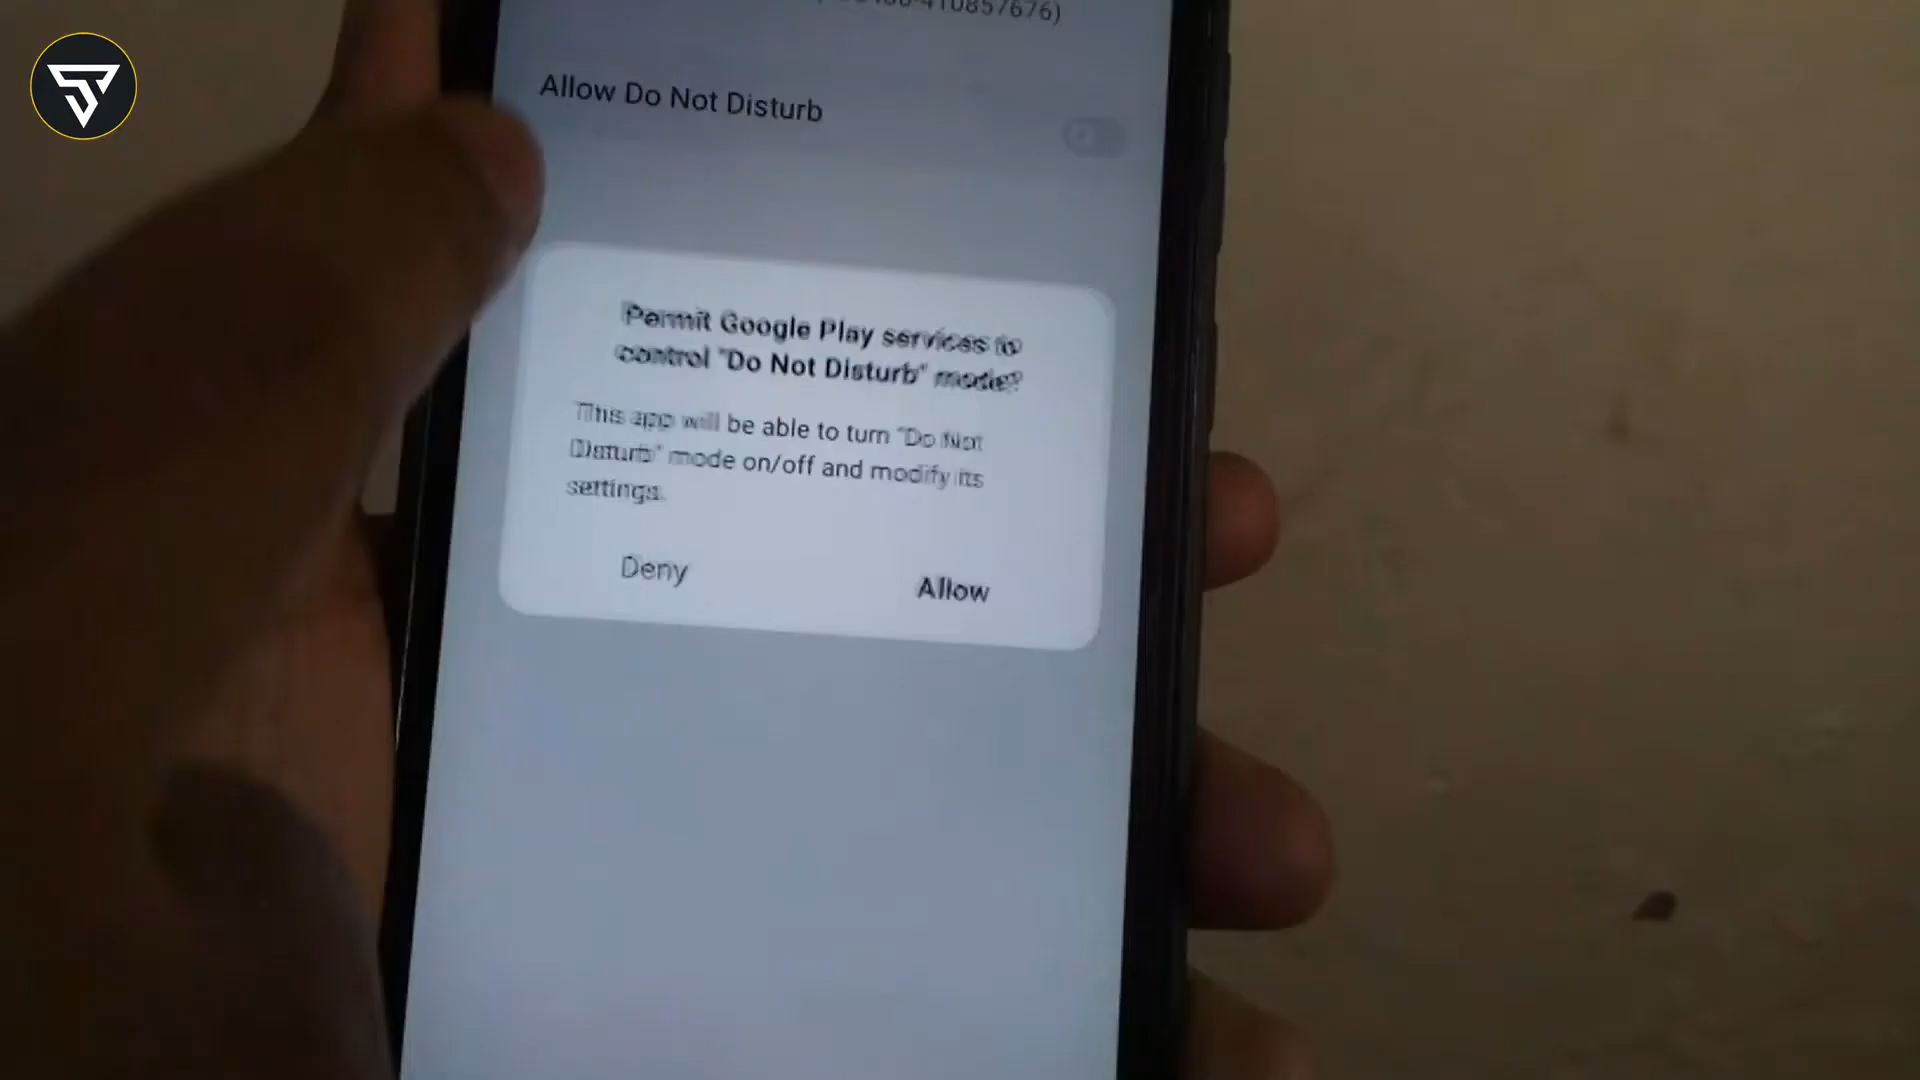 410857676)
Allow Do Not Disturb
Permit Google Play services to
control "Do Not Disturb" mode?
This app will be able to turn "Do Not
Disturb" mode on/off and modify its
settings.
Deny
Allow